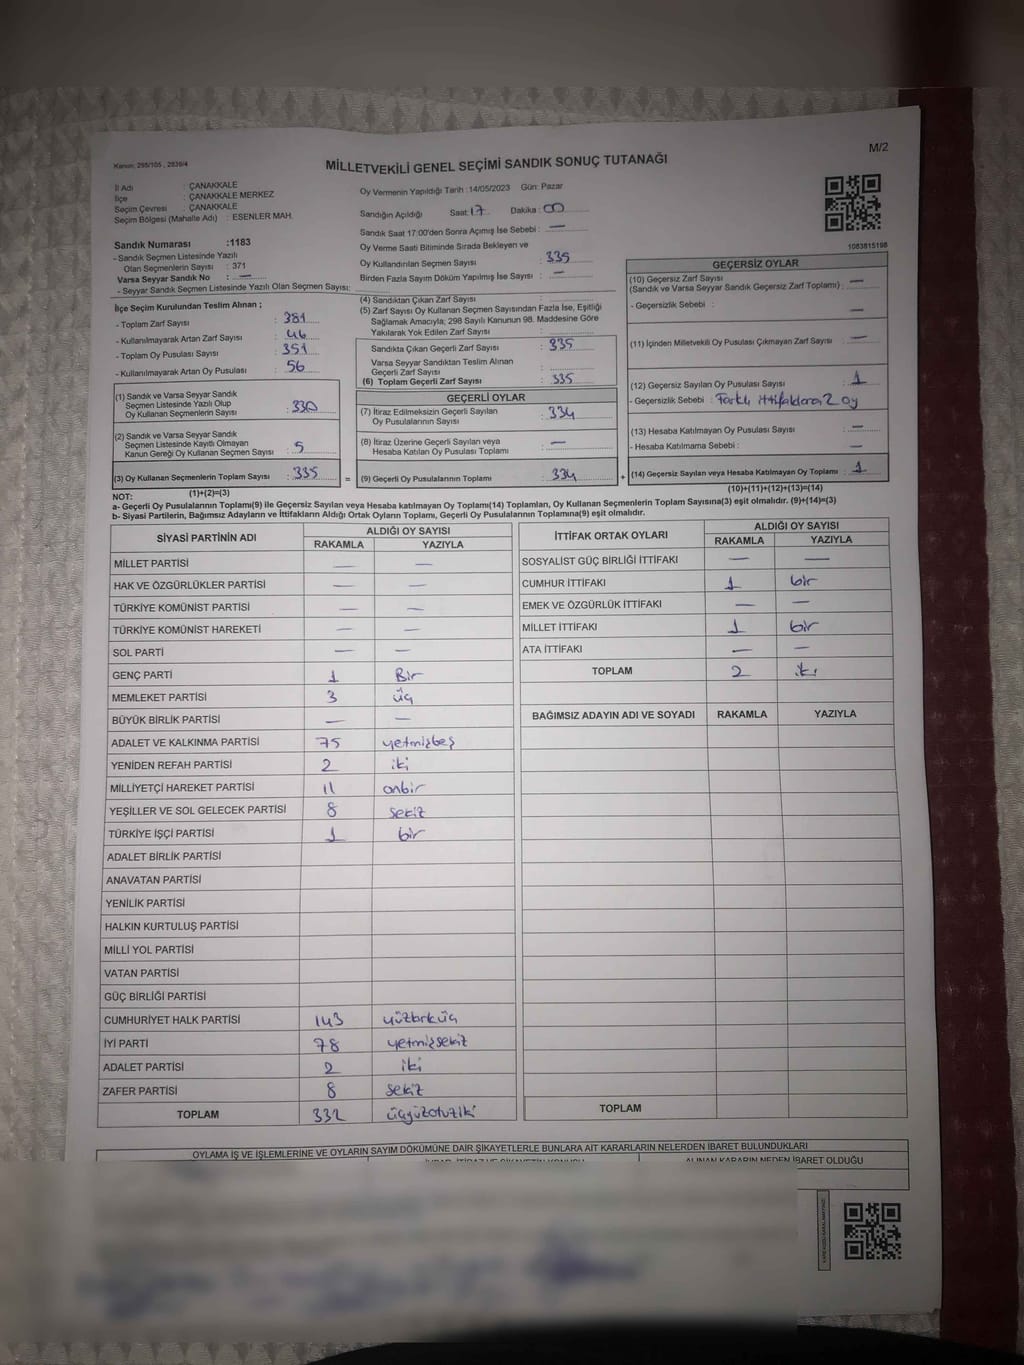 Kanun: 298/105 , 2839/4
MİLLETVEKİLİ GENEL SEÇİMİ SANDIK SONUÇ TUTANAĞI
M/2
İl Adı : ÇANAKKALE
İlçe : ÇANAKKALE MERKEZ
Seçim Çevresi : ÇANAKKALE
Seçim Bölgesi (Mahalle Adı) : ESENLER MAH.
Sandık Numarası :1183
- Sandık Seçmen Listesinde Yazılı
Olan Seçmenlerin Sayısı : 371
Varsa Seyyar Sandık No : —
- Seyyar Sandık Seçmen Listesinde Yazılı Olan Seçmen Sayısı:
Oy Vermenin Yapıldığı Tarih :14/05/2023 Gün: Pazar
Sandığın Açıldığı Saat: 17 Dakika : 00
Sandık Saat 17:00'den Sonra Açımış İse Sebebi : —
Oy Verme Saati Bitiminde Sırada Bekleyen ve
Oy Kullandırılan Seçmen Sayısı : 335
Birden Fazla Sayım Döküm Yapılmış İse Sayısı : —
1083815198
İlçe Seçim Kurulundan Teslim Alınan ;
- Toplam Zarf Sayısı : 381
- Kullanılmayarak Artan Zarf Sayısı : 46
- Toplam Oy Pusulası Sayısı : 391
- Kullanılmayarak Artan Oy Pusulası : 56
(1) Sandık ve Varsa Seyyar Sandık
Seçmen Listesinde Yazılı Olup
Oy Kullanan Seçmenlerin Sayısı : 330
(2) Sandık ve Varsa Seyyar Sandık
Seçmen Listesinde Kayıtlı Olmayan
Kanun Gereği Oy Kullanan Seçmen Sayısı : 5
(3) Oy Kullanan Seçmenlerin Toplam Sayısı : 335
(1)+(2)=(3)
(4) Sandıktan Çıkan Zarf Sayısı :
(5) Zarf Sayısı Oy Kullanan Seçmen Sayısından Fazla İse, Eşitliği
Sağlamak Amacıyla; 298 Sayılı Kanunun 98. Maddesine Göre
Yakılarak Yok Edilen Zarf Sayısı :
Sandıkta Çıkan Geçerli Zarf Sayısı : 335
Varsa Seyyar Sandıktan Teslim Alınan
Geçerli Zarf Sayısı :
(6) Toplam Geçerli Zarf Sayısı : 335
GEÇERLİ OYLAR
(7) İtiraz Edilmeksizin Geçerli Sayılan
Oy Pusulalarının Sayısı : 334
(8) İtiraz Üzerine Geçerli Sayılan veya
Hesaba Katılan Oy Pusulası Toplamı : —
= (9) Geçerli Oy Pusulalarının Toplamı : 334 +
GEÇERSİZ OYLAR
(10) Geçersiz Zarf Sayısı
(Sandık ve Varsa Seyyar Sandık Geçersiz Zarf Toplamı) : —
- Geçersizlik Sebebi : —
(11) İçinden Milletvekili Oy Pusulası Çıkmayan Zarf Sayısı : —
(12) Geçersiz Sayılan Oy Pusulası Sayısı : 1
- Geçersizlik Sebebi : Farklı ittifaklara 2 oy
(13) Hesaba Katılmayan Oy Pusulası Sayısı : —
- Hesaba Katılmama Sebebi : —
(14) Geçersiz Sayılan veya Hesaba Katılmayan Oy Toplamı : 1
(10)+(11)+(12)+(13)=(14)
NOT:
a- Geçerli Oy Pusulalarının Toplamı(9) ile Geçersiz Sayılan veya Hesaba katılmayan Oy Toplamı(14) Toplamları, Oy Kullanan Seçmenlerin Toplam Sayısına(3) eşit olmalıdır. (9)+(14)=(3)
b- Siyasi Partilerin, Bağımsız Adayların ve İttifakların Aldığı Ortak Oyların Toplamı, Geçerli Oy Pusulalarının Toplamına(9) eşit olmalıdır.
SİYASİ PARTİNİN ADI ALDIĞI OY SAYISI
RAKAMLA YAZIYLA
MİLLET PARTİSİ — —
HAK VE ÖZGÜRLÜKLER PARTİSİ — —
TÜRKİYE KOMÜNİST PARTİSİ — —
TÜRKİYE KOMÜNİST HAREKETİ — —
SOL PARTİ — —
GENÇ PARTİ 1 Bir
MEMLEKET PARTİSİ 3 üç
BÜYÜK BİRLİK PARTİSİ — —
ADALET VE KALKINMA PARTİSİ 75 yetmişbeş
YENİDEN REFAH PARTİSİ 2 iki
MİLLİYETÇİ HAREKET PARTİSİ 11 onbir
YEŞİLLER VE SOL GELECEK PARTİSİ 8 sekiz
TÜRKİYE İŞÇİ PARTİSİ 1 bir
ADALET BİRLİK PARTİSİ
ANAVATAN PARTİSİ
YENİLİK PARTİSİ
HALKIN KURTULUŞ PARTİSİ
MİLLİ YOL PARTİSİ
VATAN PARTİSİ
GÜÇ BİRLİĞİ PARTİSİ
CUMHURİYET HALK PARTİSİ 143 yüzkırküç
İYİ PARTİ 78 yetmişsekiz
ADALET PARTİSİ 2 iki
ZAFER PARTİSİ 8 sekiz
TOPLAM 332 üçyüzotuziki
İTTİFAK ORTAK OYLARI ALDIĞI OY SAYISI
RAKAMLA YAZIYLA
SOSYALİST GÜÇ BİRLİĞİ İTTİFAKI — —
CUMHUR İTTİFAKI 1 bir
EMEK VE ÖZGÜRLÜK İTTİFAKI — —
MİLLET İTTİFAKI 1 bir
ATA İTTİFAKI — —
TOPLAM 2 iki
BAĞIMSIZ ADAYIN ADI VE SOYADI RAKAMLA YAZIYLA
TOPLAM
OYLAMA İŞ VE İŞLEMLERİNE VE OYLARIN SAYIM DÖKÜMÜNE DAİR ŞİKAYETLERLE BUNLARA AİT KARARLARIN NELERDEN İBARET BULUNDUKLARI
ALINAN KARARIN NEDEN İBARET OLDUĞU